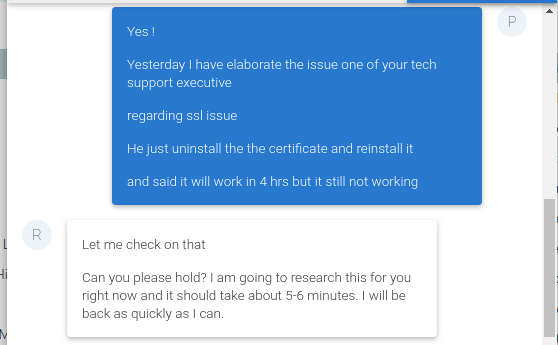 P
Yes !
Yesterday I have elaborate the issue one of your tech
support executive
regarding ssl issue
He just uninstall the the certificate and reinstall it
and said it will work in 4 hrs but it still not working
R
Let me check on that
Can you please hold? I am going to research this for you
right now and it should take about 5-6 minutes. I will be
back as quickly as I can.